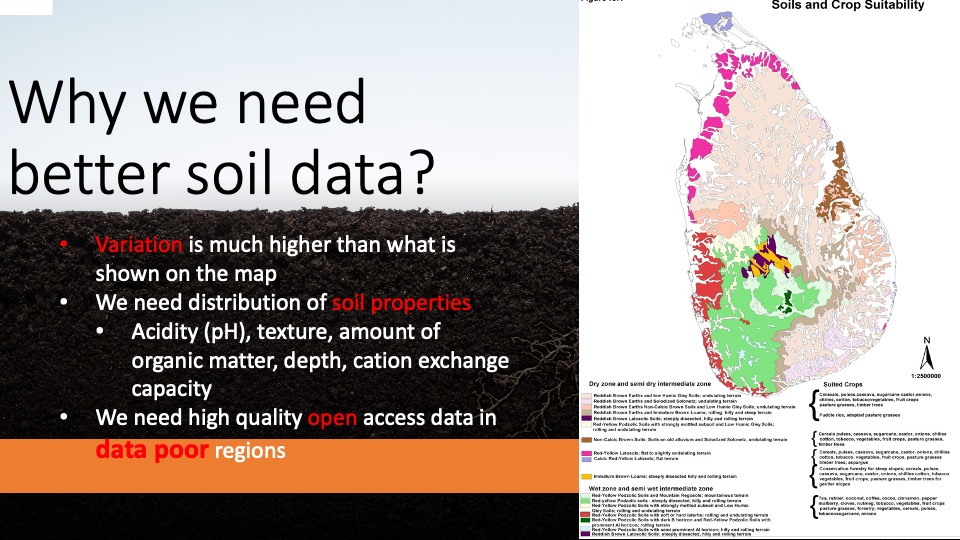 Why we need
better soil data?
• Variation is much higher than what is
shown on the map
• We need distribution of soil properties
• Acidity (pH), texture, amount of
organic matter, depth, cation exchange
capacity
• We need high quality open access data in
data poor regions
Soils and Crop Suitability
N
1:2500000
Dry zone and semi dry intermediate zone
Reddish Brown Earths and low Humic Gley Soils; undulating terrain
Reddish Brown Earths and Solodized Solonetz; undulating terrain
Reddish Brown Earths Non-Calcic Brown Soils and Low Humic Gley Soils; undulating terrain
Reddish Brown Earths and Immature Brown Loams; rolling, hilly and steep terrain
Reddish Brown Latasolic Soils; steeply dissected, hilly and rolling terrain
Red-Yellow Podzolic Soils with strongly mottled subsoil and Low Humic Gley Soils;
rolling and undulating terrain
Non-Calcic Brown Soils; Soils on old alluvium and Solodized Solonetz, undulating terrain
Red-Yellow Latasols; flat to slightly undulating terrain
Calcic Red-Yellow Latasols; flat terrain
Immature Brown Loams; steeply dissected hilly and rolling terrain
Wet zone and semi wet intermediate zone
Red-Yellow Podzolic Soils and Mountain Regosols; mountainous terrain
Red-yellow Podzolic soils - steeply dissected, hilly and rolling terrain
Red-Yellow Podzolic Soils with strongly mottled subsoil and Low Humic
Gley Soils; rolling and undulating terrain
Red-Yellow Podzolic Soils with soft or hard laterite; rolling and undulating terrain
Red-Yellow Podzolic Soils with dark B horizon and Red-Yellow Podzolic Soils with
prominent AI horizon; rolling terrain
Red-Yellow Podzolic Soils with semi prominent AI horizon; hilly and rolling terrain
Reddish Brown Latasolic Soils; steeply dissected, hilly and rolling terrain
Suited Crops
Cereals, pulses, cassava, sugarcane castor, onions,
chilies, cotton, tobacco vegetables, fruit crops
pasture grasses, timber trees
Paddie rice, adapted pasture grasses
Cereals pulses, cassava, sugarcane, castor, onions, chilies
cotton, tobacco, vegetables, fruit crops, pasture grasses,
timber trees
Cereals, pulses, cassava, sugarcane, castor, onions, chillies
cotton, tobacco, vegetables, fruit crops, pasture grasses
timber trees, asparagus
Conservation forestry for steep slopes; cereals, pulses,
cassava, sugarcane, castor, onions, chillies cotton, tobacco
vegetables, fruit crops, pasture grasses, timber trees for
gentler slopes
Tea, rubber, coconut, coffee, cocoa, cinnamon, pepper
mulberry, cloves, nutmeg, tobacco, vegetables, fruit crops
pasture grasses, forestry, vegetables, cereals, pulses,